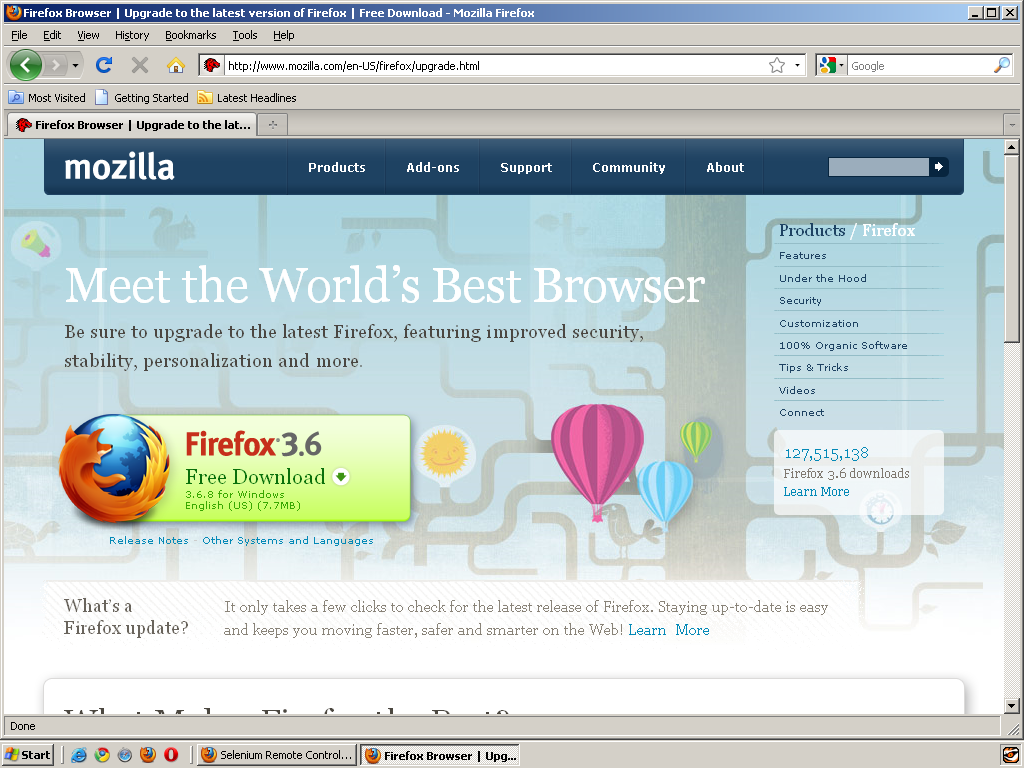 Firefox Browser | Upgrade to the latest version of Firefox | Free Download - Mozilla Firefox
File Edit View History Bookmarks Tools Help
http://www.mozilla.com/en-US/firefox/upgrade.html
Google
Most Visited Getting Started Latest Headlines
Firefox Browser | Upgrade to the lat...
mozilla Products Add-ons Support Community About
Products / Firefox
Features
Under the Hood
Security
Customization
100% Organic Software
Tips & Tricks
Videos
Connect
127,515,138
Firefox 3.6 downloads
Learn More
Meet the World's Best Browser
Be sure to upgrade to the latest Firefox, featuring improved security,
stability, personalization and more.
Firefox 3.6
Free Download
3.6.8 for Windows
English (US) (7.7MB)
Release Notes - Other Systems and Languages
What's a
Firefox update?
It only takes a few clicks to check for the latest release of Firefox. Staying up-to-date is easy
and keeps you moving faster, safer and smarter on the Web! Learn More
What Makes Firefox the Best?
Done
Start Selenium Remote Control... Firefox Browser | Upg...